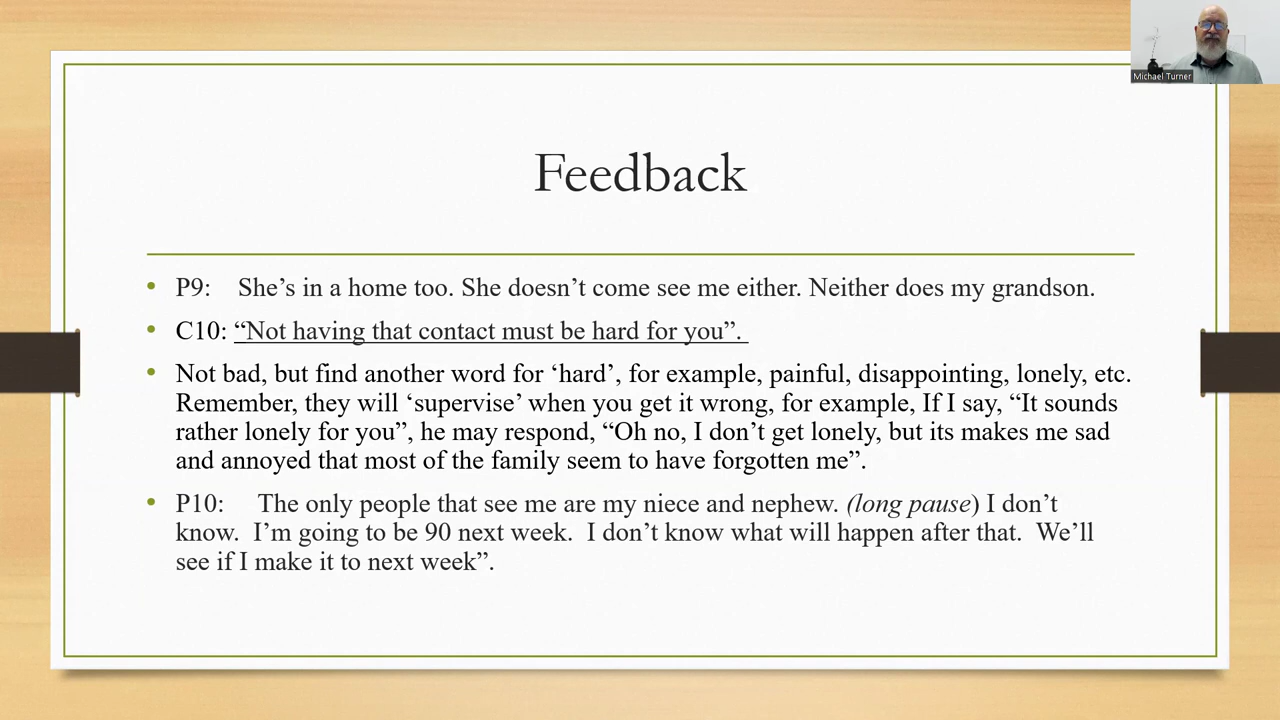 Michael Turner
Feedback
• P9: She’s in a home too. She doesn’t come see me either. Neither does my grandson.
• C10: “Not having that contact must be hard for you”.
• Not bad, but find another word for ‘hard’, for example, painful, disappointing, lonely, etc.
Remember, they will ‘supervise’ when you get it wrong, for example, If I say, “It sounds
rather lonely for you”, he may respond, “Oh no, I don’t get lonely, but its makes me sad
and annoyed that most of the family seem to have forgotten me”.
• P10: The only people that see me are my niece and nephew. (long pause) I don’t
know. I’m going to be 90 next week. I don’t know what will happen after that. We’ll
see if I make it to next week”.